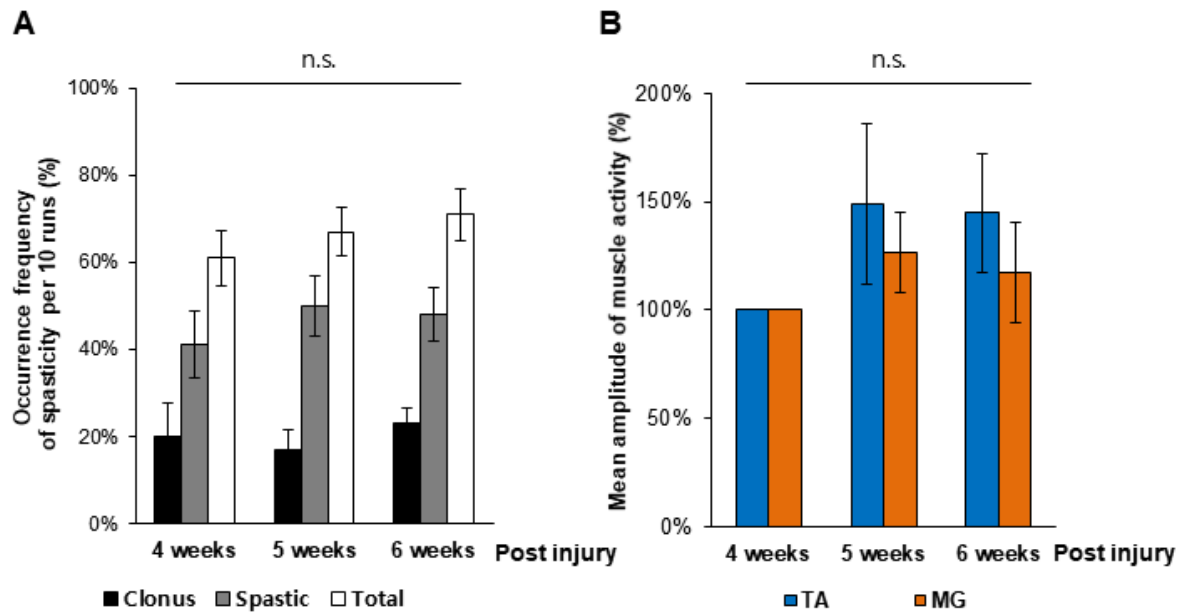 A
n.s.
Occurrence frequency
of spasticity per 10 runs (%)
100%
80%
60%
40%
20%
0%
4 weeks 5 weeks 6 weeks Post injury
Clonus Spastic Total
B
n.s.
Mean amplitude of muscle activity (%)
200%
150%
100%
50%
0%
4 weeks 5 weeks 6 weeks Post injury
TA MG